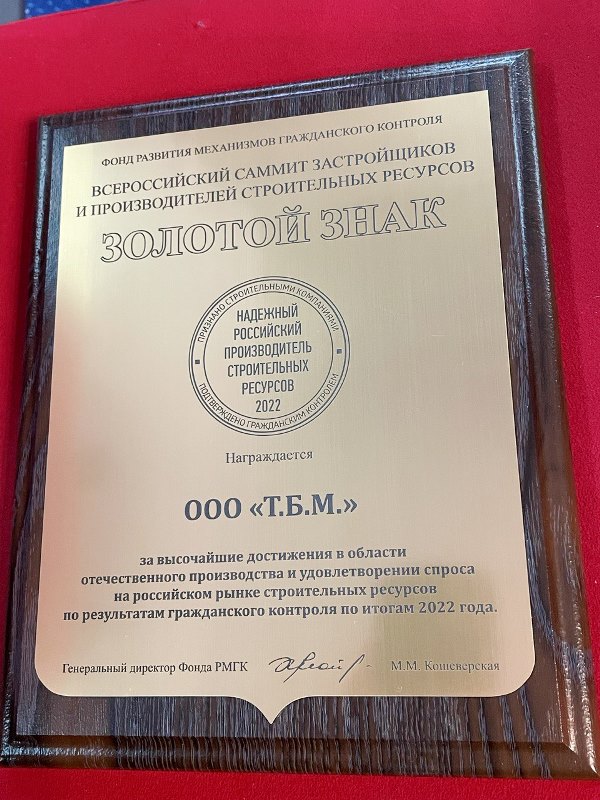 ФОНД РАЗВИТИЯ МЕХАНИЗМОВ ГРАЖДАНСКОГО КОНТРОЛЯ
ВСЕРОССИЙСКИЙ САММИТ ЗАСТРОЙЩИКОВ
И ПРОИЗВОДИТЕЛЕЙ СТРОИТЕЛЬНЫХ РЕСУРСОВ
ЗОЛОТОЙ ЗНАК
ПРИЗНАНО СТРОИТЕЛЬНЫМИ КОМПАНИЯМИ
НАДЕЖНЫЙ
РОССИЙСКИЙ
ПРОИЗВОДИТЕЛЬ
СТРОИТЕЛЬНЫХ
РЕСУРСОВ
2022
ПОДТВЕРЖДЕНО ГРАЖДАНСКИМ КОНТРОЛЕМ
Награждается
ООО «Т.Б.М.»
за высочайшие достижения в области
отечественного производства и удовлетворении спроса
на российском рынке строительных ресурсов
по результатам гражданского контроля по итогам 2022 года.
Генеральный директор Фонда РМГК М.М. Кошеверская